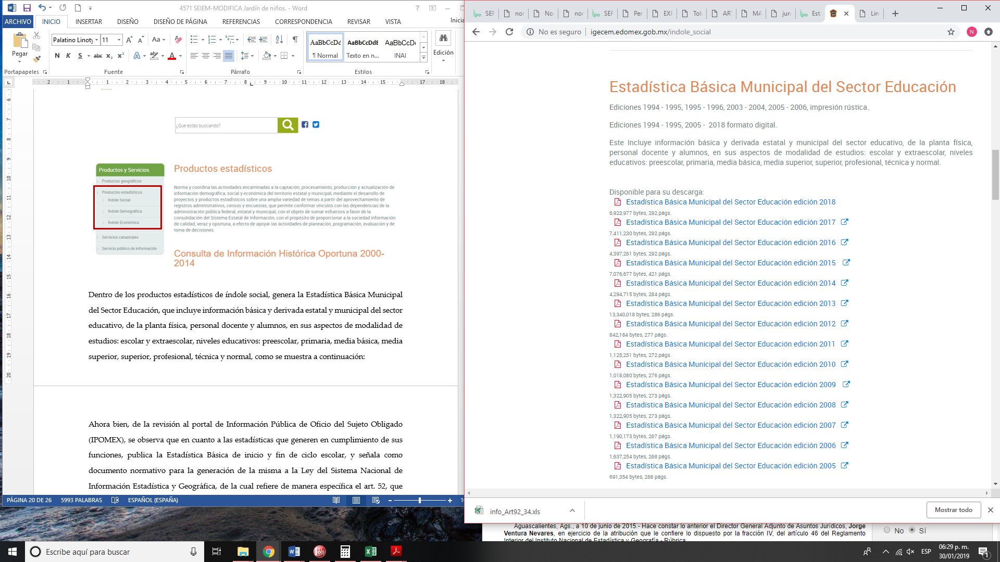 4571 SEIEM-MODIFICA Jardín de niños. - Word
ARCHIVO INICIO INSERTAR DISEÑO DISEÑO DE PÁGINA REFERENCIAS CORRESPONDENCIA REVISAR VISTA Inicia
Palatino Linoty 11
Pegar
AaBbCcDc AaBbCcDdE AaBbCcDc
¶ Normal Texto en n... INAI
Edición
Portapapeles Fuente Párrafo Estilos
¿Que estás buscando?
Productos y Servicios
Productos geográficos
Productos estadísticos
Índole Social
Índole Demográfica
Índole Económica
Servicios catastrales
Servicio público de información
Productos estadísticos
Norma y coordina las actividades encaminadas a la captación, procesamiento, producción y actualización de
información demográfica, social y económica del territorio estatal y municipal, mediante el desarrollo de
proyectos y productos estadísticos sobre una amplia variedad de temas a partir del aprovechamiento de
registros administrativos, censos y encuestas, que permite conformar vínculos con las dependencias de la
administración pública federal, estatal y municipal, con el objeto de sumar esfuerzos a favor de la
consolidación del Sistema Estatal de Información, con el propósito de proporcionar a la sociedad información
de calidad, veraz y oportuna, a efecto de apoyar las actividades de planeación, programación, evaluación y de
toma de decisiones.
Consulta de Información Histórica Oportuna 2000-
2014
Dentro de los productos estadísticos de índole social, genera la Estadística Básica Municipal
del Sector Educación, que incluye información básica y derivada estatal y municipal del sector
educativo, de la planta física, personal docente y alumnos, en sus aspectos de modalidad de
estudios: escolar y extraescolar, niveles educativos: preescolar, primaria, media básica, media
superior, superior, profesional, técnica y normal, como se muestra a continuación:
Ahora bien, de la revisión al portal de Información Pública de Oficio del Sujeto Obligado
(IPOMEX), se observa que en cuanto a las estadísticas que generen en cumplimiento de sus
funciones, publica la Estadística Básica de inicio y fin de ciclo escolar, y señala como
documento normativo para la generación de la misma a la Ley del Sistema Nacional de
Información Estadística y Geográfica, de la cual refiere de manera específica el art. 52, que
PÁGINA 20 DE 26 5993 PALABRAS ESPAÑOL (ESPAÑA)
SEF nor No nor SEF Per EXF Tol ART MA jun Est Lin
No es seguro igecem.edomex.gob.mx/indole_social
Estadística Básica Municipal del Sector Educación
Ediciones 1994 - 1995, 1995 - 1996, 2003 - 2004, 2005 - 2006, impresión rústica.
Ediciones 1994 - 1995, 2005 - 2018 formato digital.
Este Incluye información básica y derivada estatal y municipal del sector educativo, de la planta física,
personal docente y alumnos, en sus aspectos de modalidad de estudios: escolar y extraescolar, niveles
educativos: preescolar, primaria, media básica, media superior, superior, profesional, técnica y normal.
Disponible para su descarga:
Estadística Básica Municipal del Sector Educación edición 2018
6,923,977 bytes, 292 págs.
Estadística Básica Municipal del Sector Educación edición 2017
7,411,230 bytes, 292 págs.
Estadística Básica Municipal del Sector Educación edición 2016
4,397,261 bytes, 292 págs.
Estadística Básica Municipal del Sector Educación edición 2015
7,076,677 bytes, 421 págs.
Estadística Básica Municipal del Sector Educación edición 2014
4,294,715 bytes, 284 págs.
Estadística Básica Municipal del Sector Educación edición 2013
13,340,018 bytes, 286 págs.
Estadística Básica Municipal del Sector Educación edición 2012
842,184 bytes, 277 págs.
Estadística Básica Municipal del Sector Educación edición 2011
1,125,251 bytes, 272 págs.
Estadística Básica Municipal del Sector Educación edición 2010
1,018,080 bytes, 276 págs.
Estadística Básica Municipal del Sector Educación edición 2009
1,322,905 bytes, 273 págs.
Estadística Básica Municipal del Sector Educación edición 2008
1,322,905 bytes, 273 págs.
Estadística Básica Municipal del Sector Educación edición 2007
1,190,173 bytes, 267 págs.
Estadística Básica Municipal del Sector Educación edición 2006
1,637,254 bytes, 268 págs.
Estadística Básica Municipal del Sector Educación edición 2005
691,354 bytes, 268 págs.
info_Art92_34.xls Mostrar todo
Aguascalientes, Ags., a 10 de junio de 2015.- Hace constar lo anterior el Director General Adjunto de Asuntos Jurídicos, Jorge
Ventura Nevares, en ejercicio de la atribución que le confiere lo dispuesto por la fracción IV, del artículo 46 del Reglamento
Interior del Instituto Nacional de Estadística y Geografía.- Rúbrica.
No Sí
Escribe aquí para buscar
ESP 06:29 p. m.
30/01/2019